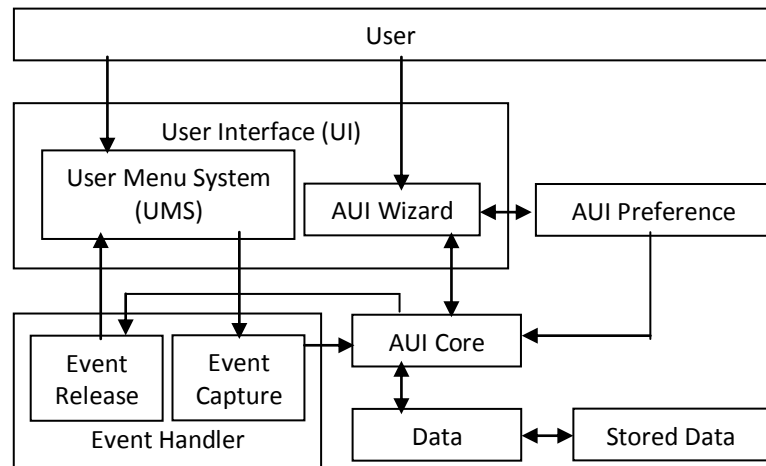 User
User Interface (UI)
User Menu System
(UMS)
AUI Wizard
AUI Preference
Event
Release
Event
Capture
AUI Core
Event Handler
Data
Stored Data